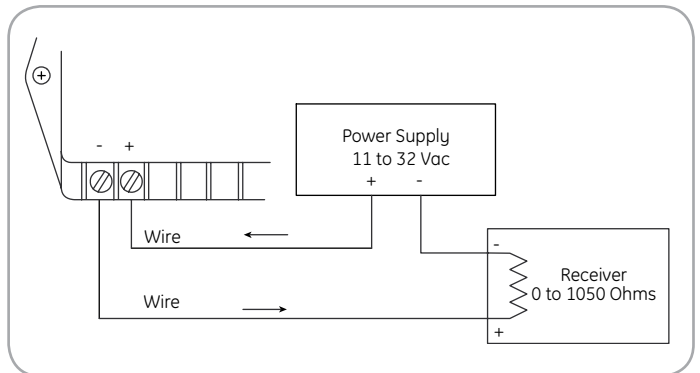 - +
Power Supply
11 to 32 Vac
+ -
Wire
Wire
-
Receiver
0 to 1050 Ohms
+